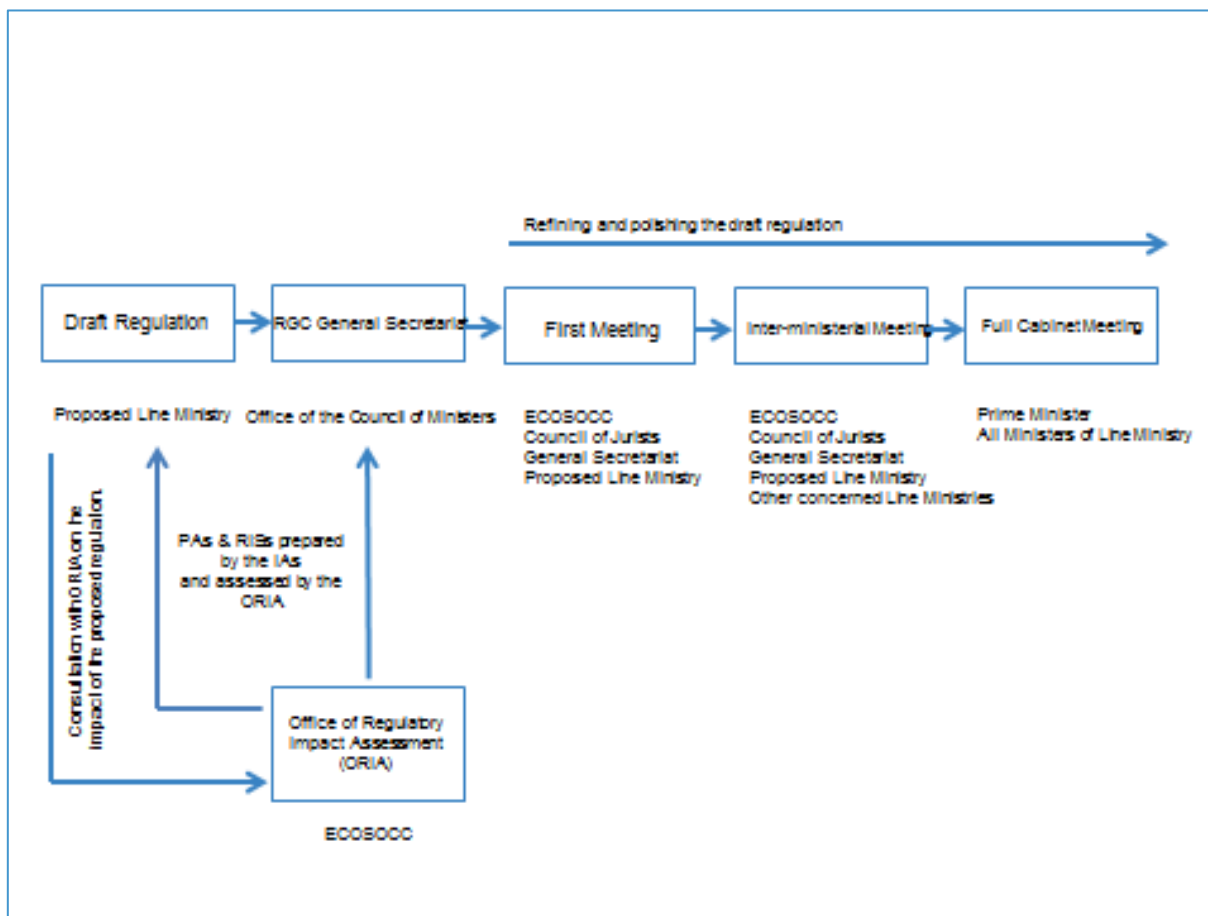 Refining and polishing the draft regulation
Draft Regulation
RGC General Secretariat
First Meeting
Inter-ministerial Meeting
Full Cabinet Meeting
Proposed Line Ministry
Office of the Council of Ministers
ECOSOCC
Council of Jurists
General Secretariat
Proposed Line Ministry
ECOSOCC
Council of Jurists
General Secretariat
Proposed Line Ministry
Other concerned Line Ministries
Prime Minister
All Ministers of Line Ministry
Consultation with ORIA on the
impact of the proposed regulation.
PAs & RISs prepared
by the IAs
and assessed by the
ORIA
Office of Regulatory
Impact Assessment
(ORIA)
ECOSOCC